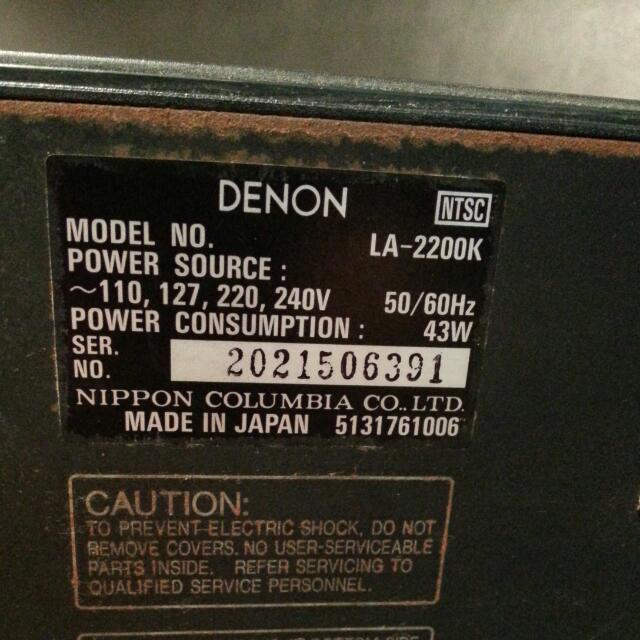 DENON
NTSC
MODEL NO. LA-2200K
POWER SOURCE :
~110, 127, 220, 240V 50/60Hz
POWER CONSUMPTION : 43W
SER. NO. 2021506391
NIPPON COLUMBIA CO., LTD.
MADE IN JAPAN 5131761006
CAUTION:
TO PREVENT ELECTRIC SHOCK, DO NOT
REMOVE COVERS. NO USER-SERVICEABLE
PARTS INSIDE. REFER SERVICING TO
QUALIFIED SERVICE PERSONNEL.